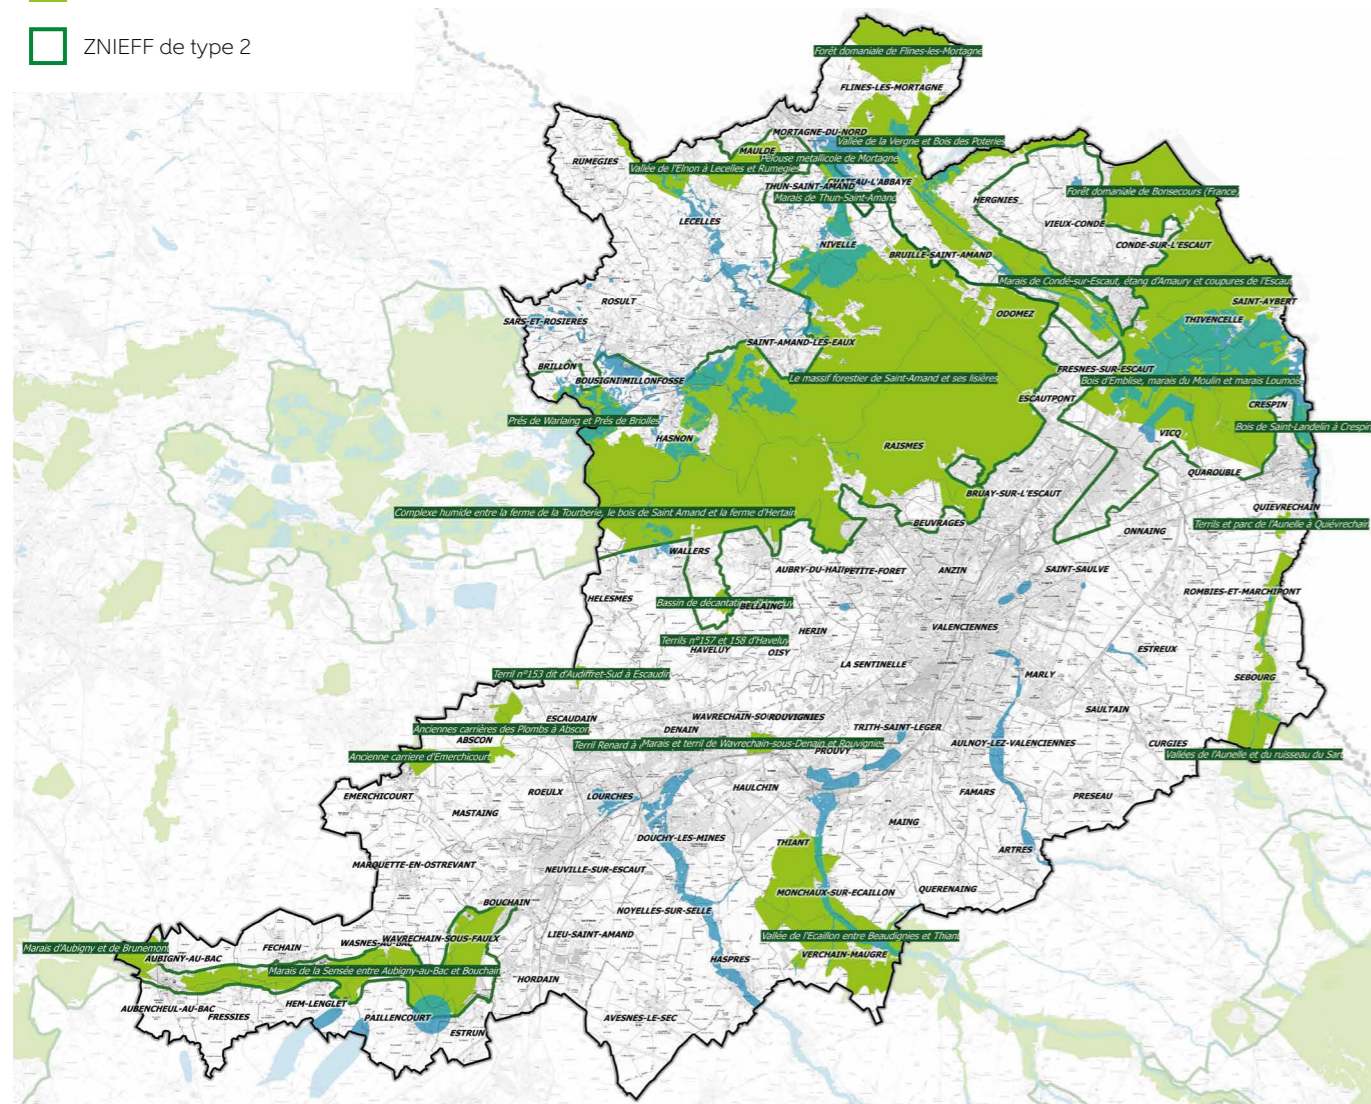 ZNIEFF de type 2
Forêt domaniale de Flines-les-Mortagne
FLINES-LES-MORTAGNE
MORTAGNE-DU-NORD
Vallée de la Vergne et Bois des Poteries
RUMEGIES
MAULDE
Pelouse metallicole de Mortagne
Vallée de l'Elnon à Lecelles et Rumegies
CHATEAU-L'ABBAYE
THUN-SAINT-AMAND
Marais de Thun-Saint-Amand
HERGNIES
Forêt domaniale de Bonsecours (France)
LECELLES
VIEUX-CONDE
NIVELLE
CONDE-SUR-L'ESCAUT
BRUILLE-SAINT-AMAND
Marais de Condé-sur-Escaut, étang d'Amaury et coupures de l'Escaut
ROSULT
SAINT-AYBERT
ODOMEZ
SARS-ET-ROSIERES
THIVENCELLE
SAINT-AMAND-LES-EAUX
BRILLON
FRESNES-SUR-ESCAUT
BOUSIGNI
MILLONFOSSE
Le massif forestier de Saint-Amand et ses lisières
Bois d'Emblise, marais du Moulin et marais Loumois
ESCAUTPONT
CRESPIN
Prés de Warlaing et Prés de Briolles
Bois de Saint-Landelin à Crespin
VICQ
HASNON
RAISMES
QUAROUBLE
BRUAY-SUR-L'ESCAUT
QUIEVRECHAIN
Complexe humide entre la ferme de la Tourberie, le bois de Saint Amand et la ferme d'Hertain
BEUVRAGES
Terrils et parc de l'Aunelle à Quiévrechain
ONNAING
WALLERS
AUBRY-DU-HAI
PETITE-FORET
ANZIN
SAINT-SAULVE
ROMBIES-ET-MARCHIPONT
HELESMES
Bassin de décantation d'Haveluy
BELLAING
HERIN
VALENCIENNES
Terrils n°157 et 158 d'Haveluy
HAVELUY
OISY
ESTREUX
LA SENTINELLE
MARLY
Terril n°153 dit d'Audiffret-Sud à Escaudin
SEBOURG
SAULTAIN
ESCAUDAIN
WAVRECHAIN-SO
ROUVIGNIES
Anciennes carrières des Plombs à Abscon
DENAIN
TRITH-SAINT-LEGER
ABSCON
Terril Renard à
Marais et terril de Wavrechain-sous-Denain et Rouvignies
AULNOY-LEZ-VALENCIENNES
CURGIES
PROUVY
Ancienne carrière d'Emerchicourt
Vallées de l'Aunelle et du ruisseau du Sart
EMERCHICOURT
ROEULX
LOURCHES
HAULCHIN
FAMARS
PRESEAU
MASTAING
MAING
DOUCHY-LES-MINES
THIANT
ARTRES
MARQUETTE-EN-OSTREVANT
NEUVILLE-SUR-ESCAUT
MONCHAUX-SUR-ECAILLON
QUERENAING
BOUCHAIN
NOYELLES-SUR-SELLE
LIEU-SAINT-AMAND
Vallée de l'Ecaillon entre Beaudignies et Thiant
WAVRECHAIN-SOUS-FAULX
WASNES-AU-BAC
FECHAIN
Marais d'Aubigny et de Brunemont
AUBIGNY-AU-BAC
VERCHAIN-MAUGRE
HASPRES
Marais de la Sensée entre Aubigny-au-Bac et Bouchain
HORDAIN
HEM-LENGLET
AUBENCHEUL-AU-BAC
FRESSIES
PAILLENCOURT
AVESNES-LE-SEC
ESTRUN